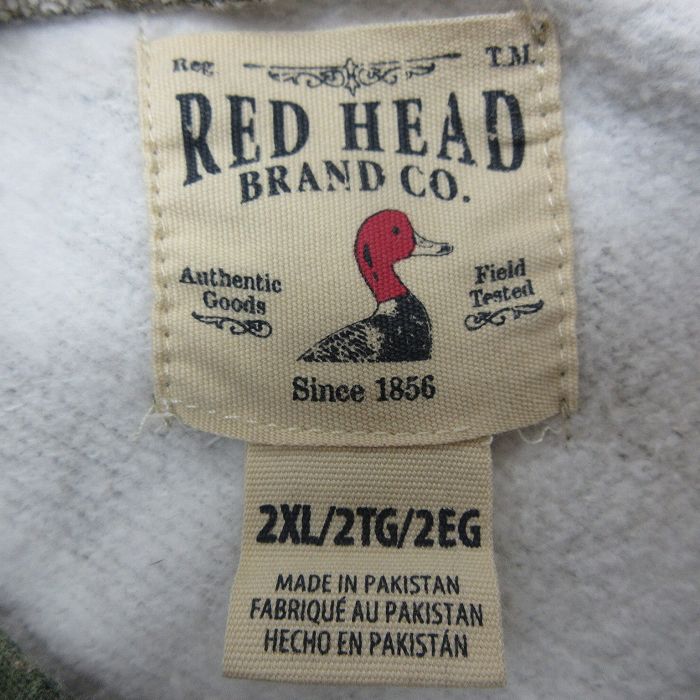 Reg T.M.
RED HEAD
BRAND CO.
Authentic
Goods
Field
Tested
Since 1856
2XL/2TG/2EG
MADE IN PAKISTAN
FABRIQUÉ AU PAKISTAN
HECHO EN PAKISTÁN